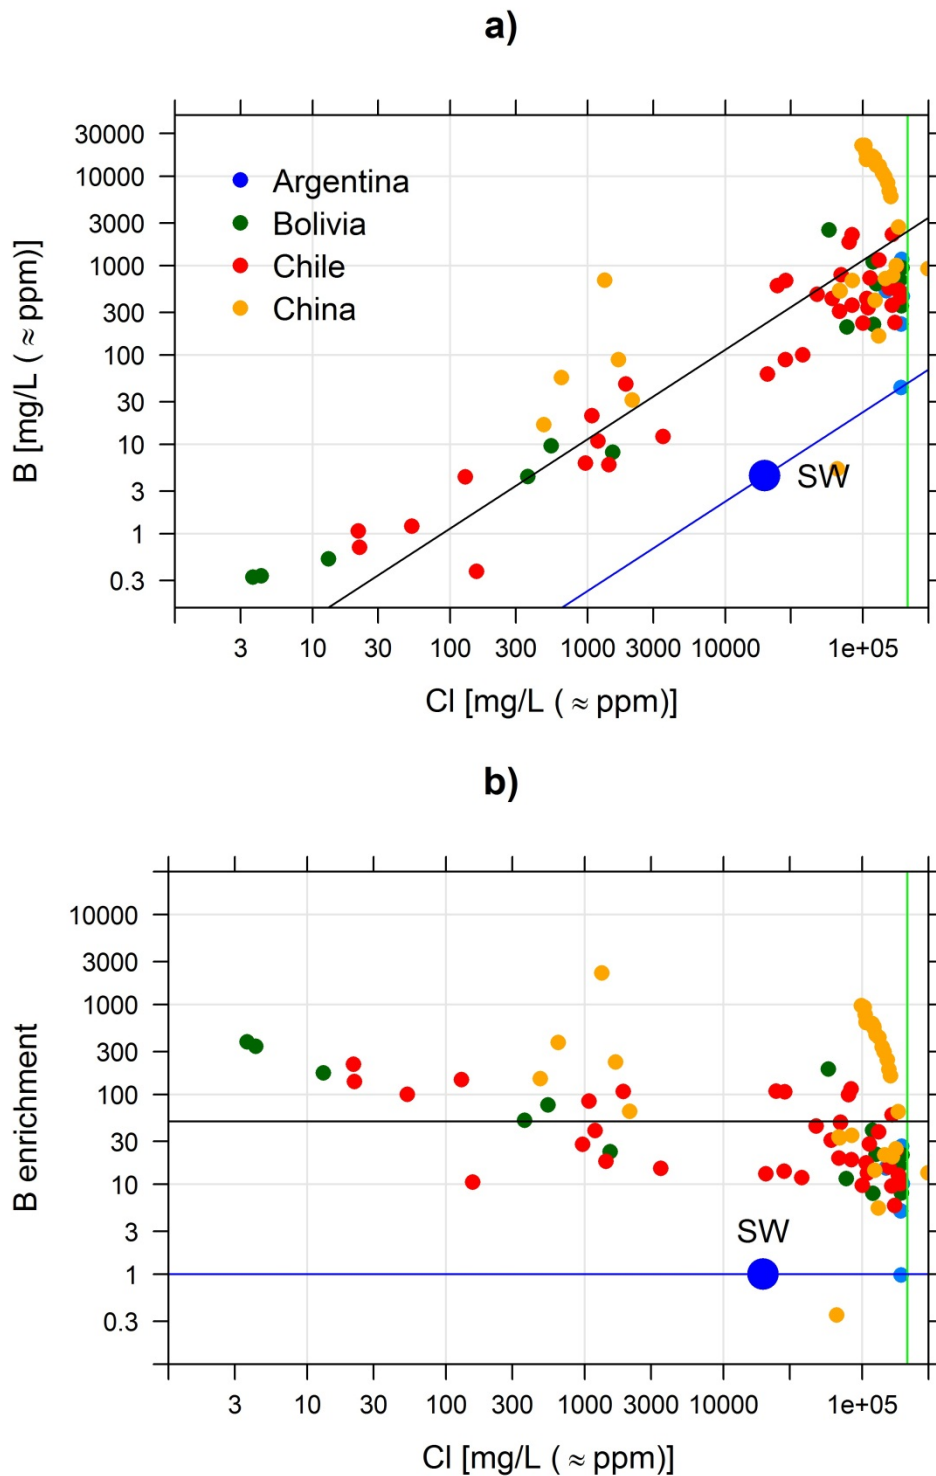 a)
30000
10000
3000
1000
300
100
30
10
3
1
0.3
B [mg/L ( ≈ ppm)]
Argentina
Bolivia
Chile
China
SW
3 10 30 100 300 1000 3000 10000 1e+05
Cl [mg/L ( ≈ ppm)]
b)
10000
3000
1000
300
100
30
10
3
1
0.3
B enrichment
SW
3 10 30 100 300 1000 3000 10000 1e+05
Cl [mg/L ( ≈ ppm)]